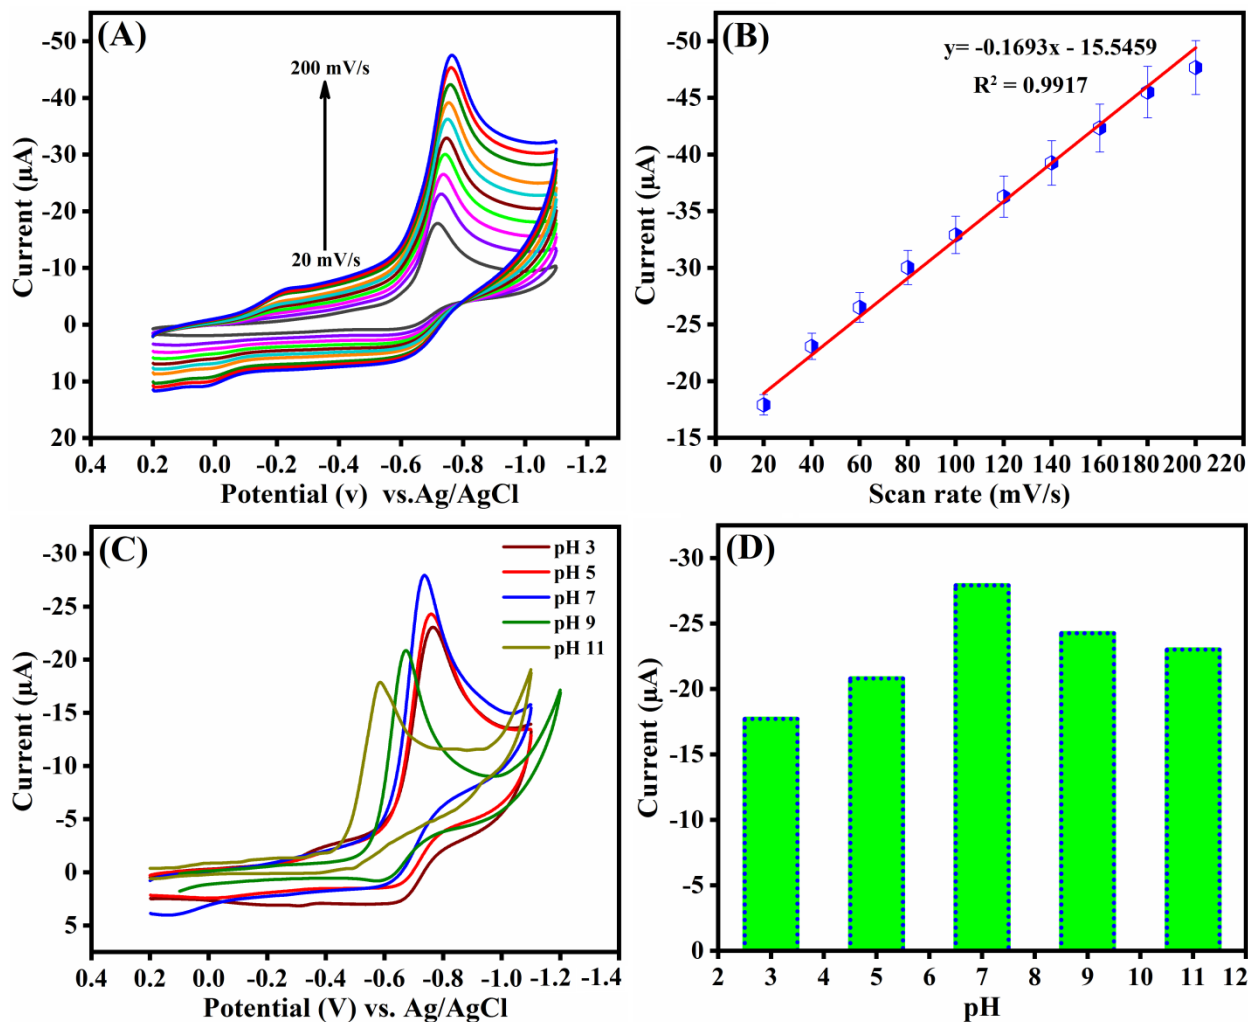 (A)
200 mV/s
20 mV/s
Current (µA)
-50
-40
-30
-20
-10
0
10
20
0.4 0.2 0.0 -0.2 -0.4 -0.6 -0.8 -1.0 -1.2
Potential (v) vs.Ag/AgCl
(B)
y= -0.1693x - 15.5459
R² = 0.9917
Current (µA)
-50
-45
-40
-35
-30
-25
-20
-15
0 20 40 60 80 100 120 140 160 180 200 220
Scan rate (mV/s)
(C)
pH 3
pH 5
pH 7
pH 9
pH 11
Current (µA)
-30
-25
-20
-15
-10
-5
0
5
0.4 0.2 0.0 -0.2 -0.4 -0.6 -0.8 -1.0 -1.2 -1.4
Potential (V) vs. Ag/AgCl
(D)
Current (µA)
-30
-25
-20
-15
-10
-5
0
2 3 4 5 6 7 8 9 10 11 12
pH